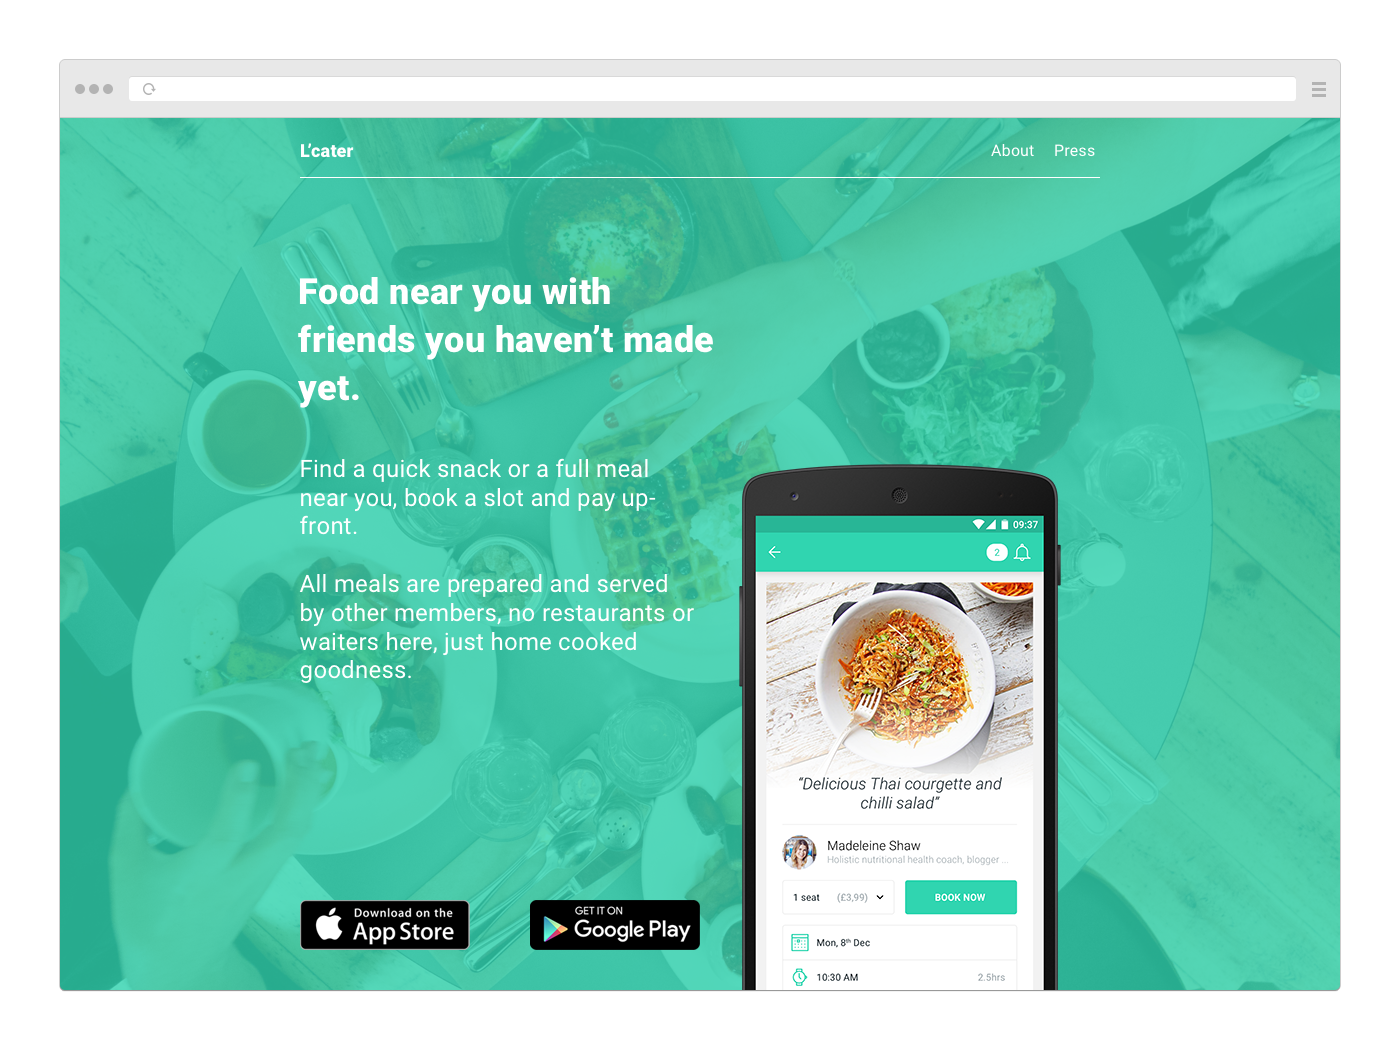 L’cater
About Press
Food near you with
friends you haven’t made
yet.
Find a quick snack or a full meal
near you, book a slot and pay up-
front.
All meals are prepared and served
by other members, no restaurants or
waiters here, just home cooked
goodness.
Download on the
App Store
GET IT ON
Google Play
09:37
2
“Delicious Thai courgette and
chilli salad”
Madeleine Shaw
Holistic nutritional health coach, blogger ...
1 seat (£3,99)
BOOK NOW
Mon, 8th Dec
10:30 AM 2.5hrs